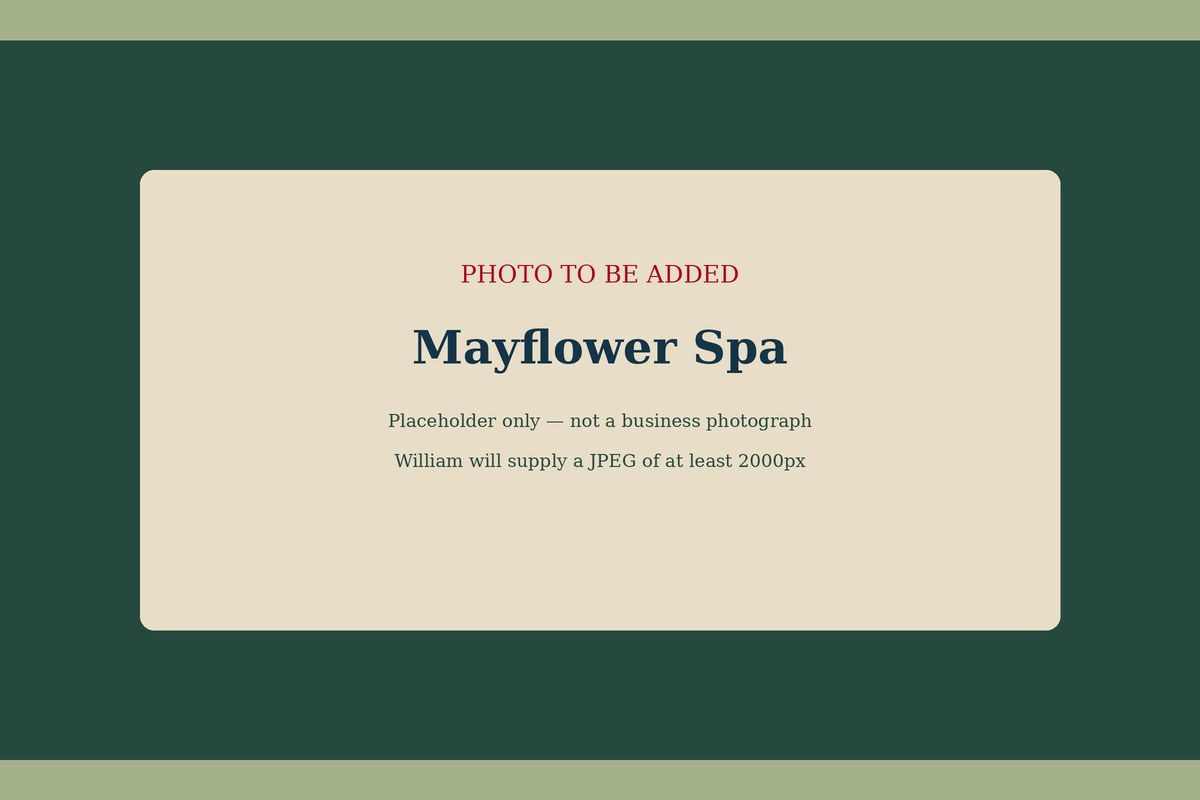 PHOTO TO BE ADDED
Mayflower Spa
Placeholder only — not a business photograph
William will supply a JPEG of at least 2000px